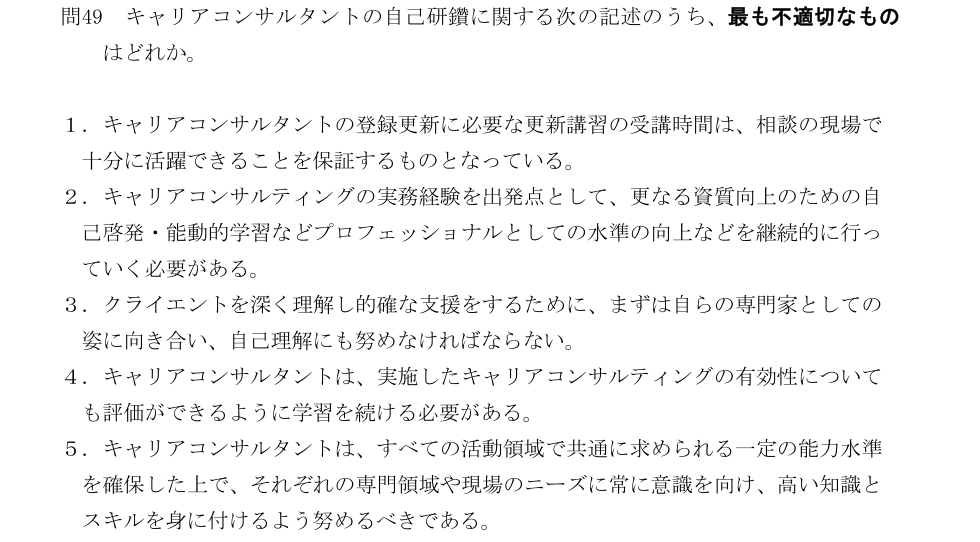 問49　キャリアコンサルタントの自己研鑽に関する次の記述のうち、最も不適切なもの
はどれか。
１．キャリアコンサルタントの登録更新に必要な更新講習の受講時間は、相談の現場で
十分に活躍できることを保証するものとなっている。
２．キャリアコンサルティングの実務経験を出発点として、更なる資質向上のための自
己啓発・能動的学習などプロフェッショナルとしての水準の向上などを継続的に行っ
ていく必要がある。
３．クライエントを深く理解し的確な支援をするために、まずは自らの専門家としての
姿に向き合い、自己理解にも努めなければならない。
４．キャリアコンサルタントは、実施したキャリアコンサルティングの有効性について
も評価ができるように学習を続ける必要がある。
５．キャリアコンサルタントは、すべての活動領域で共通に求められる一定の能力水準
を確保した上で、それぞれの専門領域や現場のニーズに常に意識を向け、高い知識と
スキルを身に付けるよう努めるべきである。